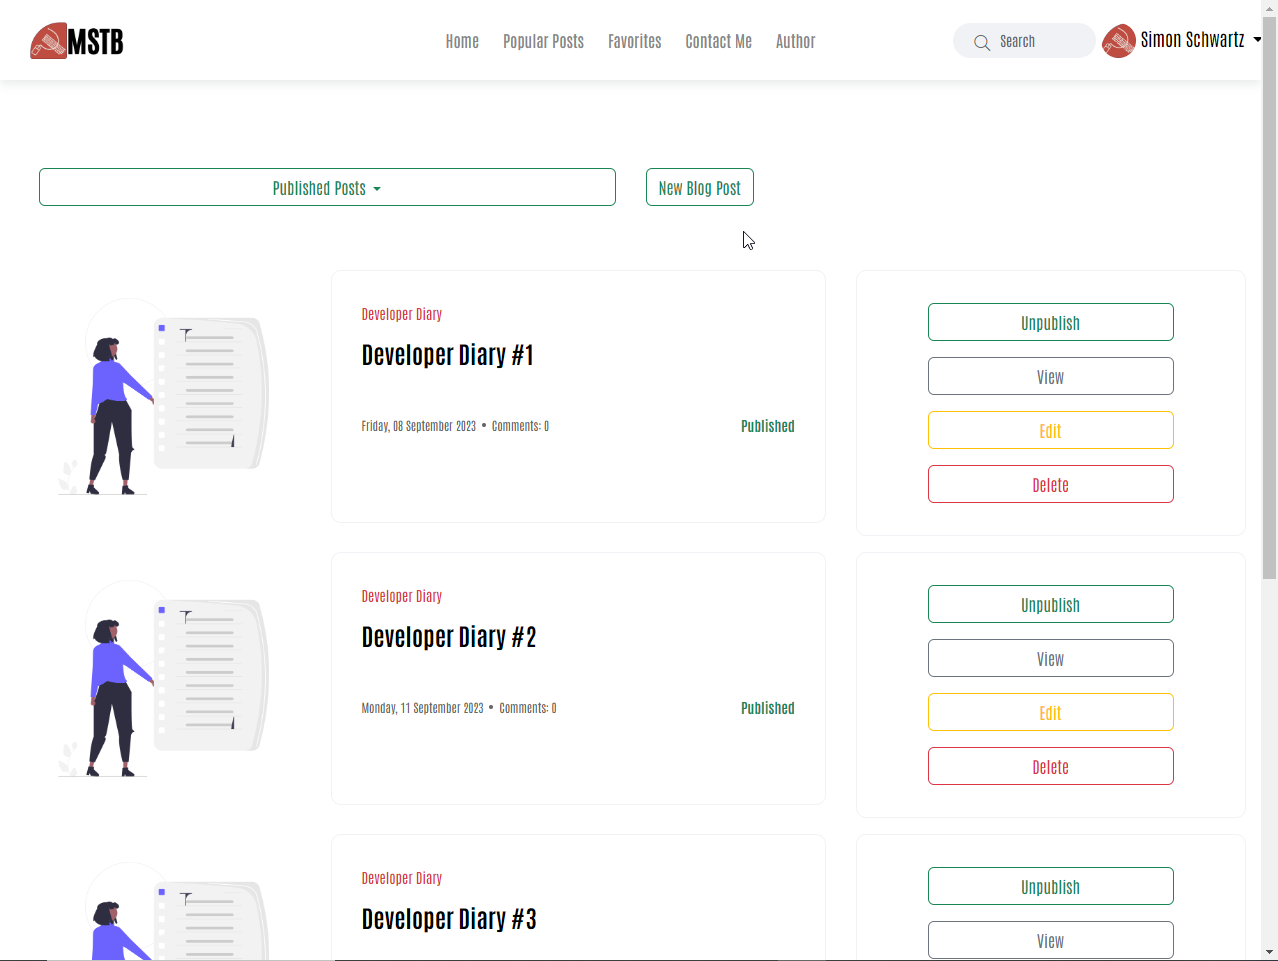 MSTB
Home Popular Posts Favorites Contact Me Author
Search
Simon Schwartz
Published Posts
New Blog Post
Developer Diary
Developer Diary #1
Friday, 08 September 2023 • Comments: 0
Published
Unpublish
View
Edit
Delete
Developer Diary
Developer Diary #2
Monday, 11 September 2023 • Comments: 0
Published
Unpublish
View
Edit
Delete
Developer Diary
Developer Diary #3
Unpublish
View